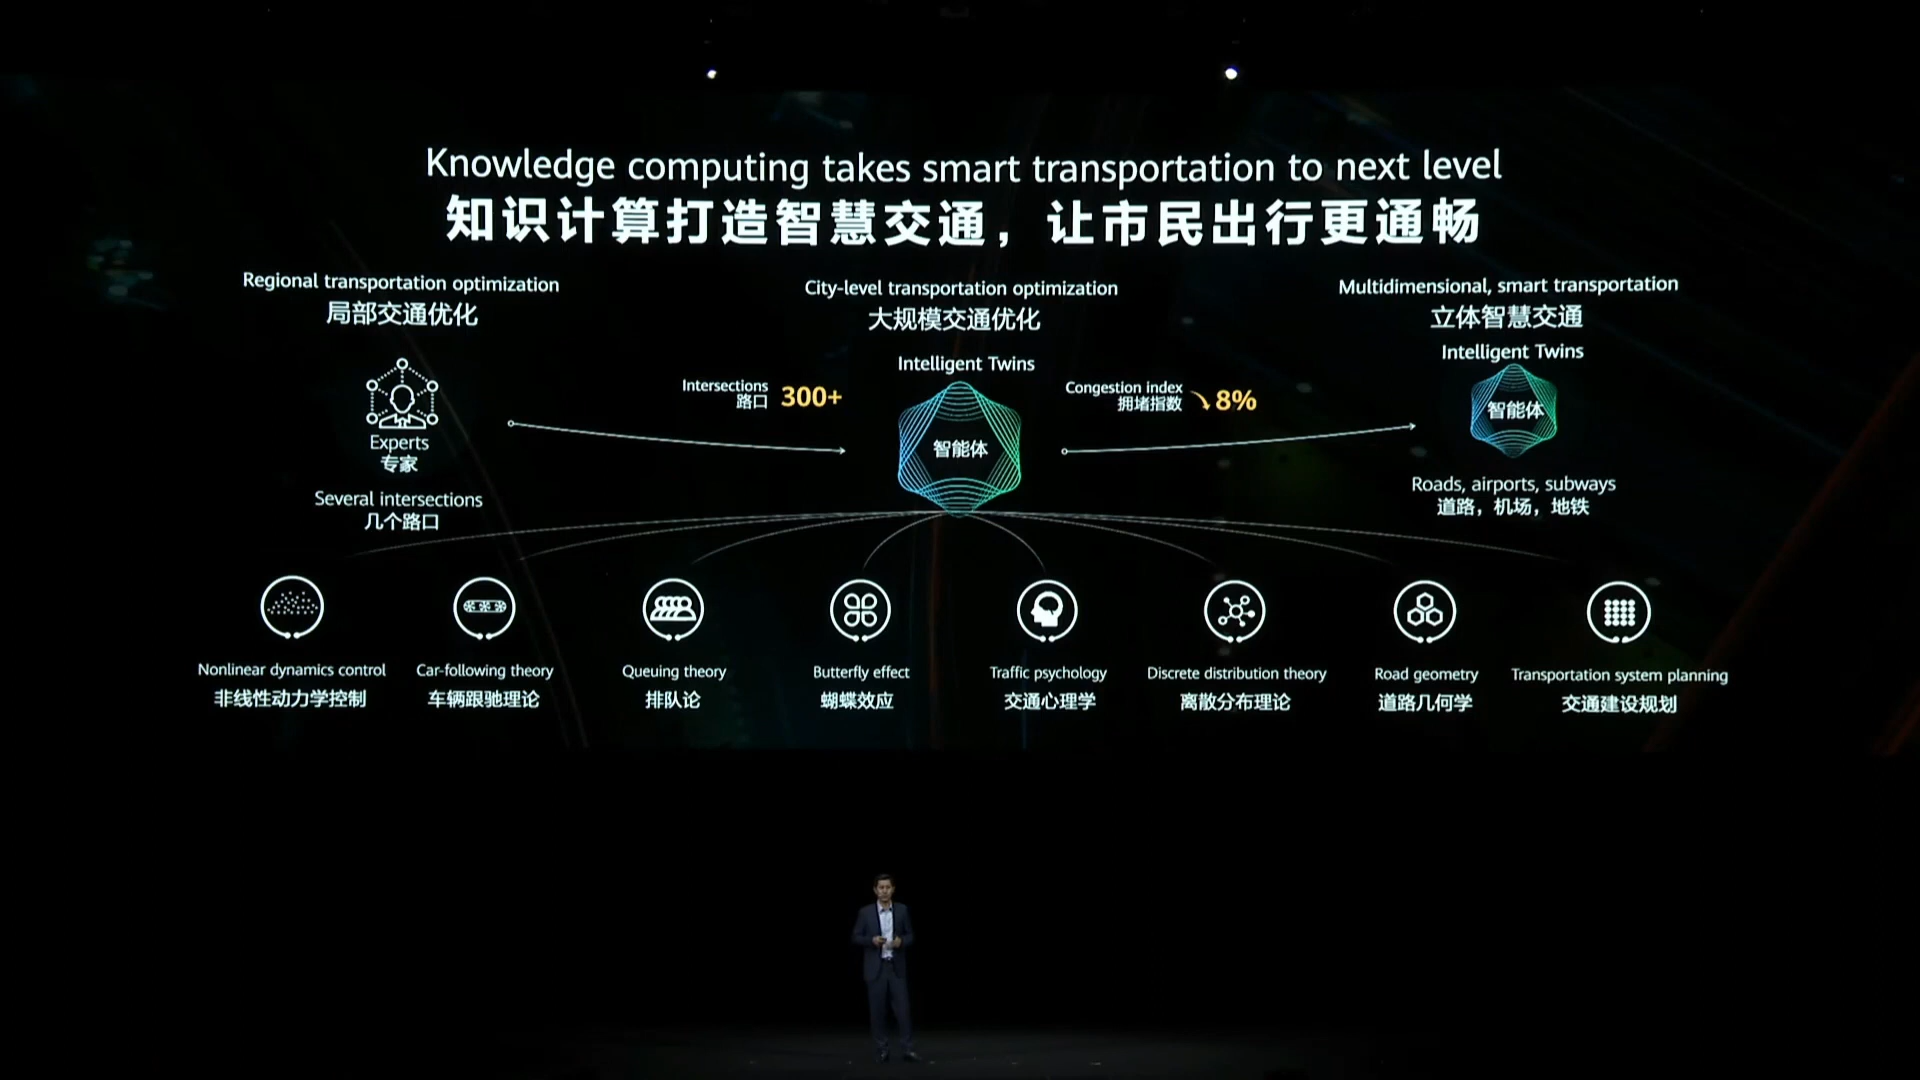 Knowledge computing takes smart transportation to next level
知识计算打造智慧交通，让市民出行更通畅
Regional transportation optimization
局部交通优化
Experts
专家
Several intersections
几个路口
Intersections
路口
300+
City-level transportation optimization
大规模交通优化
Intelligent Twins
智能体
Congestion index
拥堵指数
8%
Multidimensional, smart transportation
立体智慧交通
Intelligent Twins
智能体
Roads, airports, subways
道路，机场，地铁
Nonlinear dynamics control
非线性动力学控制
Car-following theory
车辆跟驰理论
Queuing theory
排队论
Butterfly effect
蝴蝶效应
Traffic psychology
交通心理学
Discrete distribution theory
离散分布理论
Road geometry
道路几何学
Transportation system planning
交通建设规划